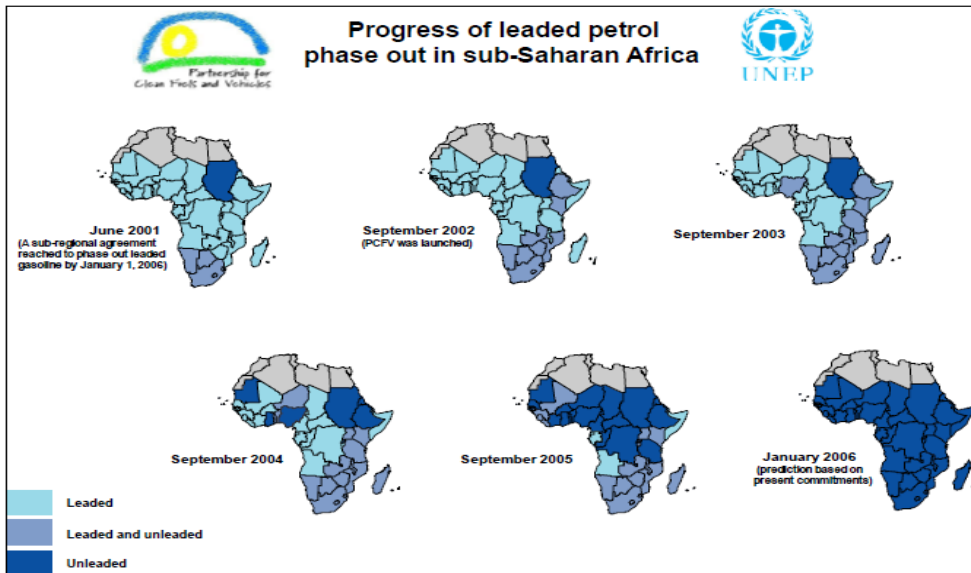 Progress of leaded petrol
phase out in sub-Saharan Africa
Partnership for
Clean Fuels and Vehicles
UNEP
June 2001
(A sub-regional agreement
reached to phase out leaded
gasoline by January 1, 2006)
September 2002
(PCFV was launched)
September 2003
September 2004
September 2005
January 2006
(prediction based on
present commitments)
Leaded
Leaded and unleaded
Unleaded